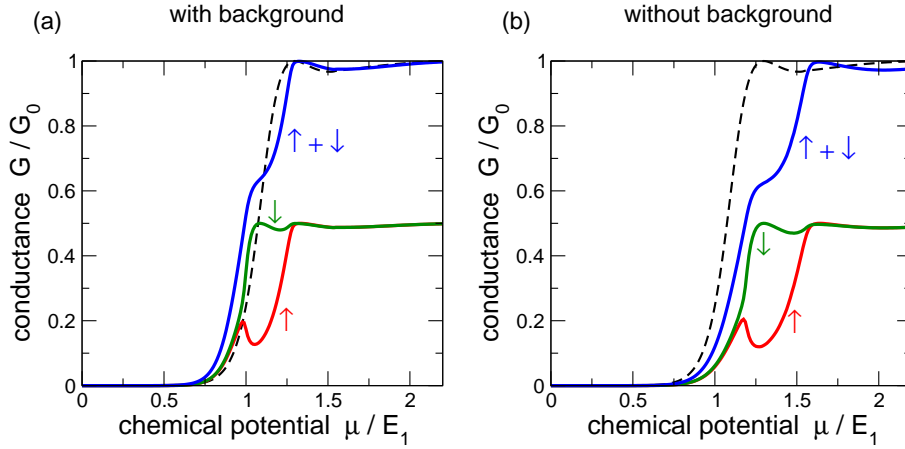 (a)
with background
1
0.8
0.6
0.4
0.2
0
conductance G / G₀
↑ + ↓
↓
↑
0 0.5 1 1.5 2
chemical potential μ / E₁
(b)
without background
1
0.8
0.6
0.4
0.2
0
conductance G / G₀
↑ + ↓
↓
↑
0 0.5 1 1.5 2
chemical potential μ / E₁